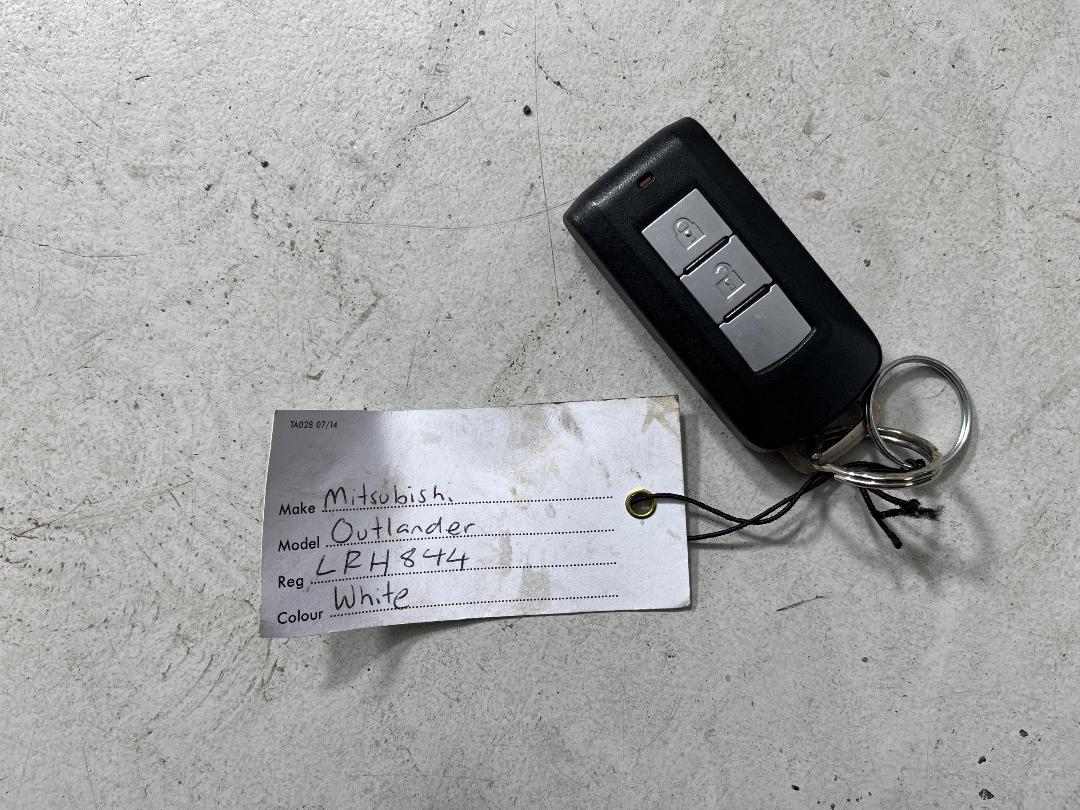 TA028 07/14
Make Mitsubishi
Model Outlander
Reg LRH844
Colour White